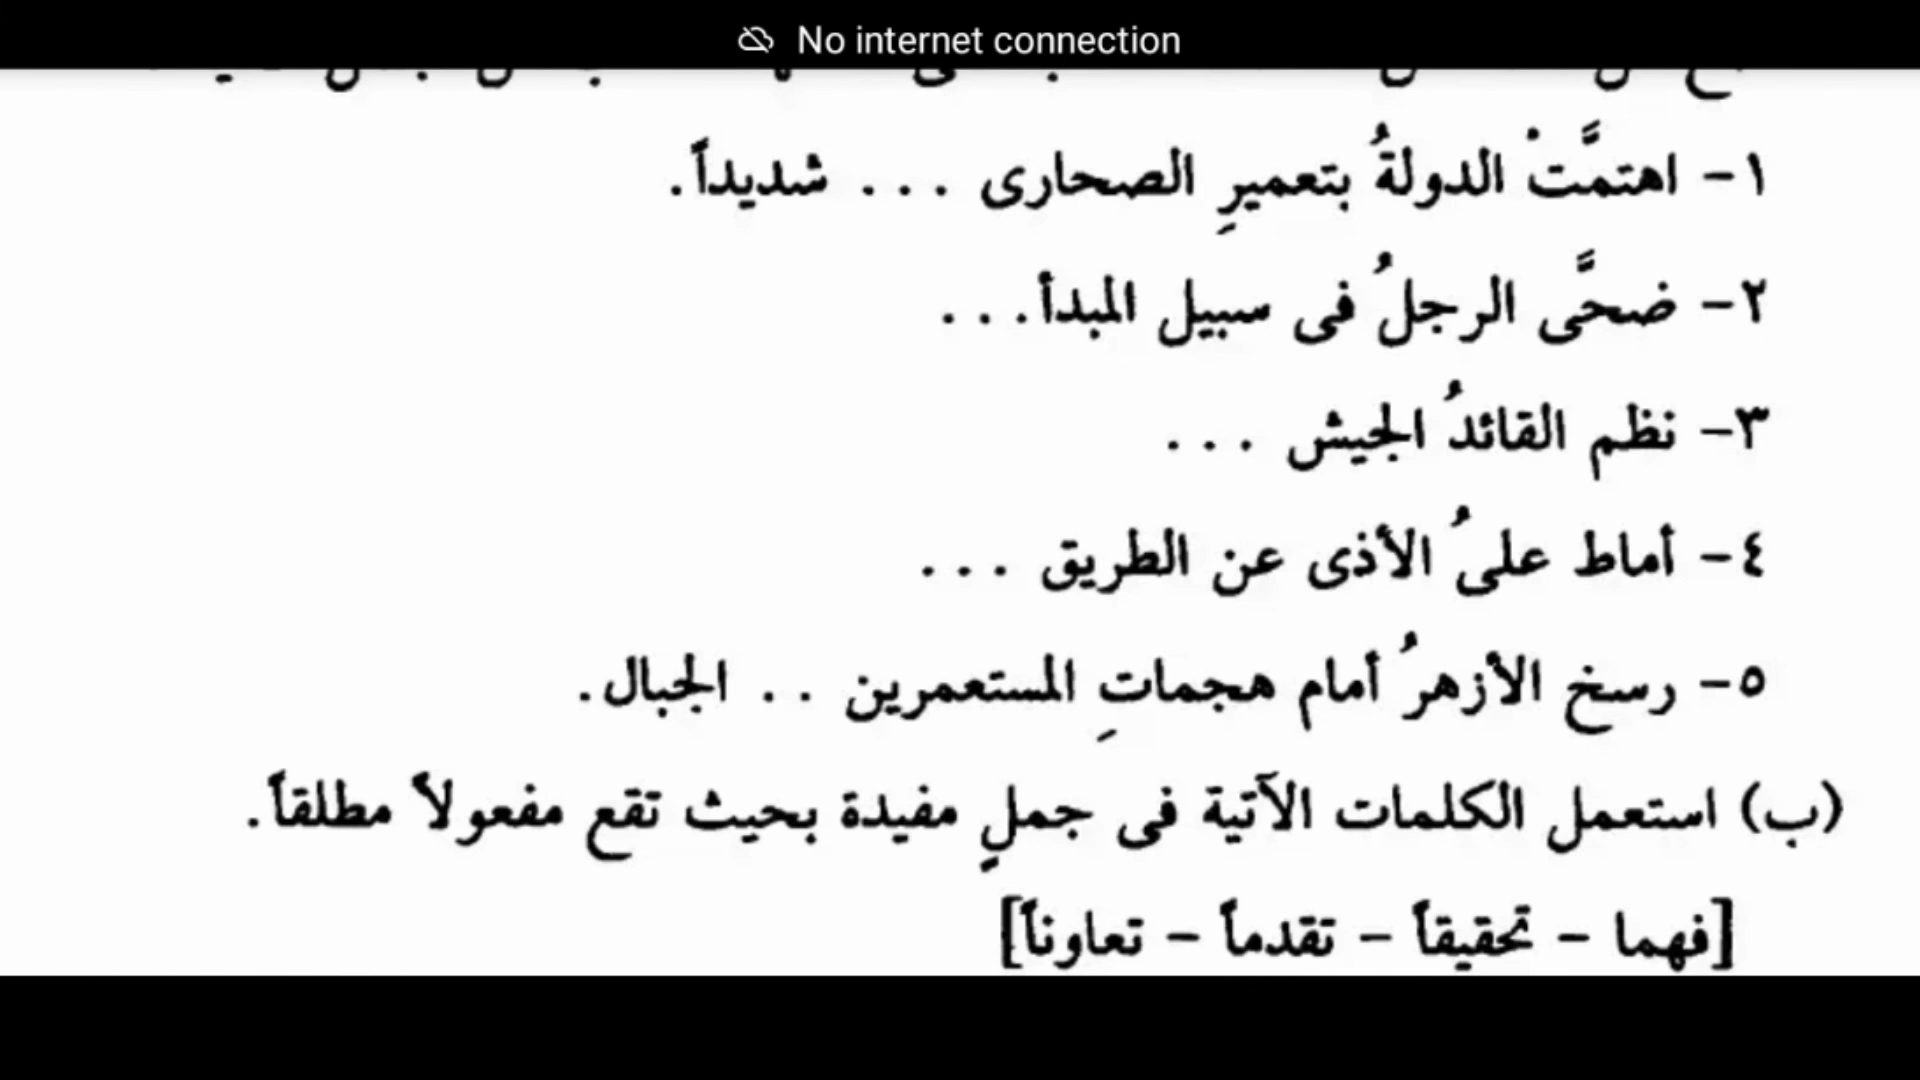 No internet connection
١- اهتمَّتْ الدولةُ بتعميرِ الصحارى ... شديداً.
٢- ضحَّى الرجلُ فى سبيل المبدأ...
٣- نظم القائدُ الجيش ...
٤- أماط علىُ الأذى عن الطريق ...
٥- رسخ الأزهرُ أمام هجماتِ المستعمرين .. الجبال.
(ب) استعمل الكلمات الآتية فى جملٍ مفيدة بحيث تقع مفعولاً مطلقاً.
[فهما - تحقيقاً - تقدماً - تعاوناً]